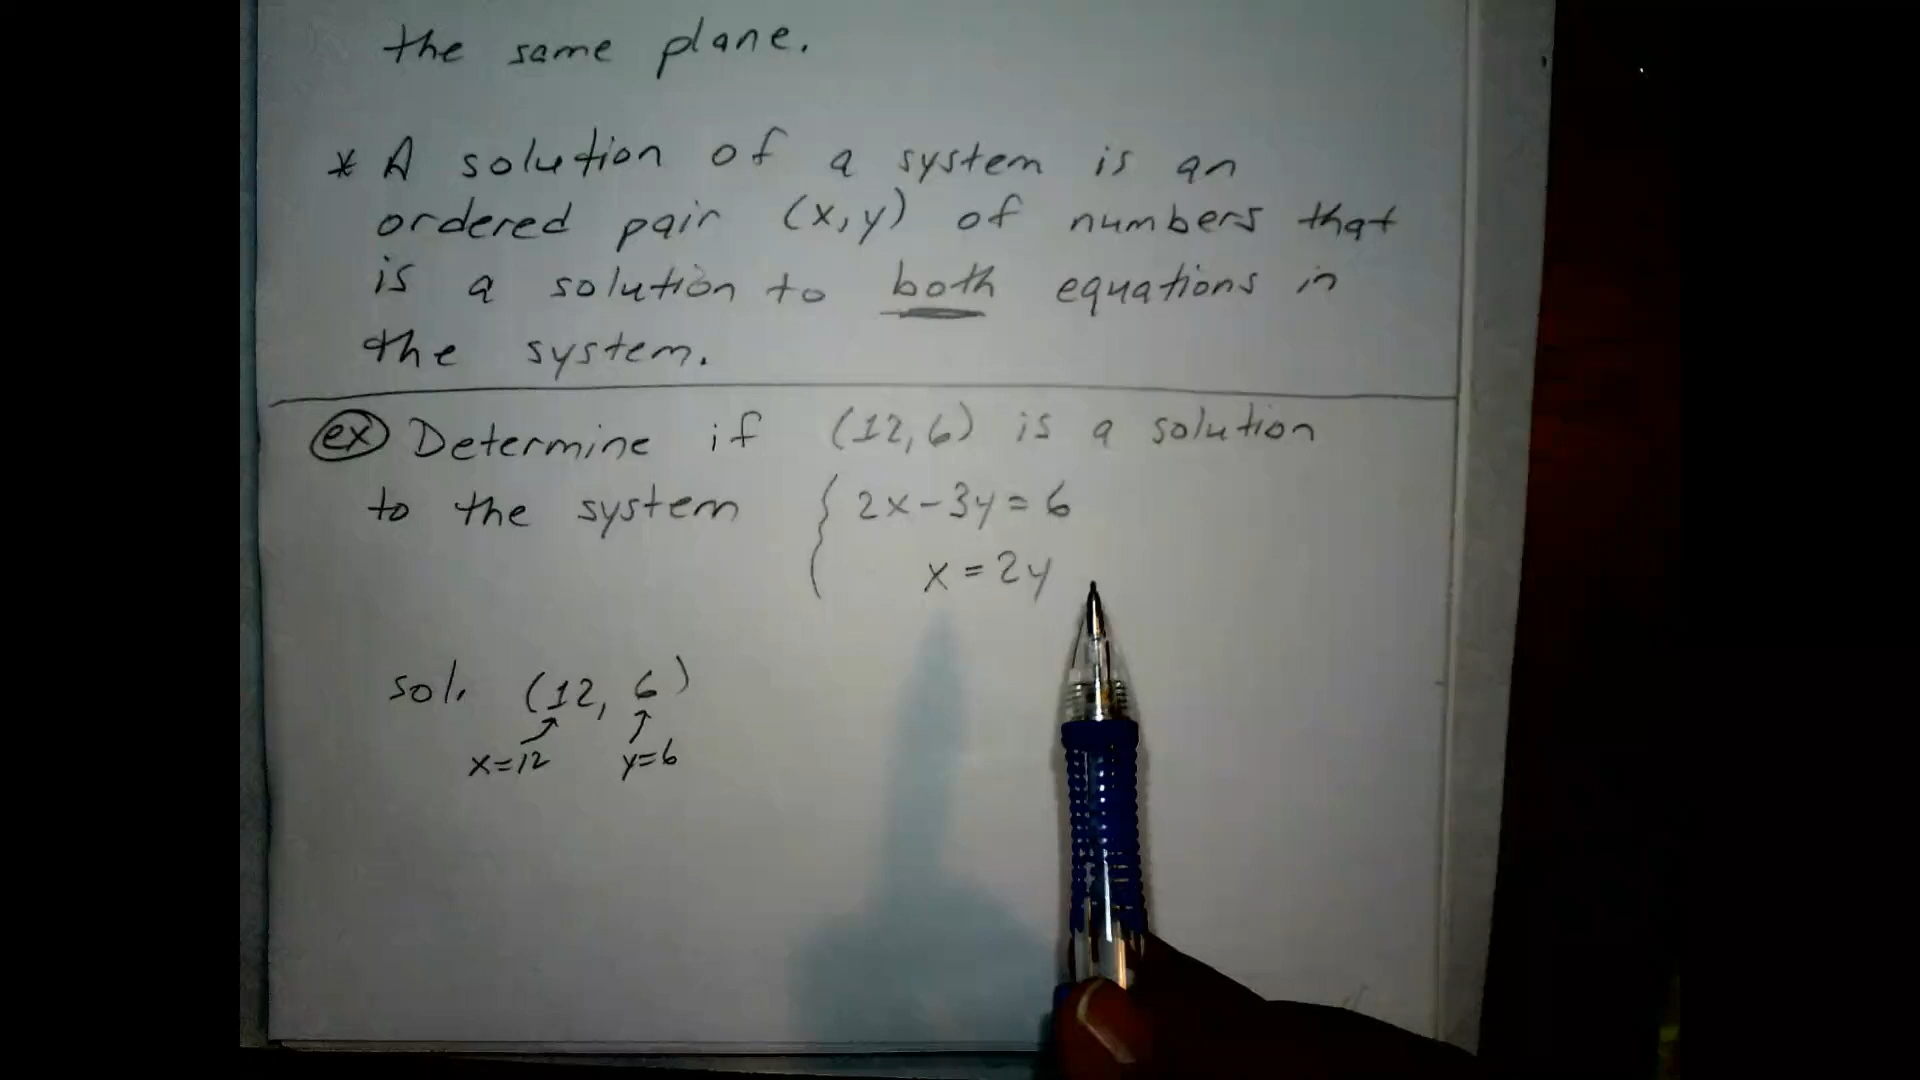 the same plane.
* A solution of a system is an
ordered pair (x,y) of numbers that
is a solution to both equations in
the system.
ex Determine if (12,6) is a solution
to the system { 2x-3y=6
x=2y
sol. (12, 6)
x=12 y=6